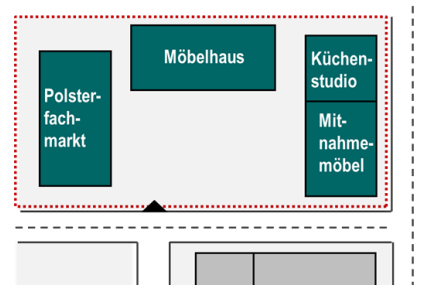 Möbelhaus
Küchen-
studio
Polster-
fach-
markt
Mit-
nahme-
möbel